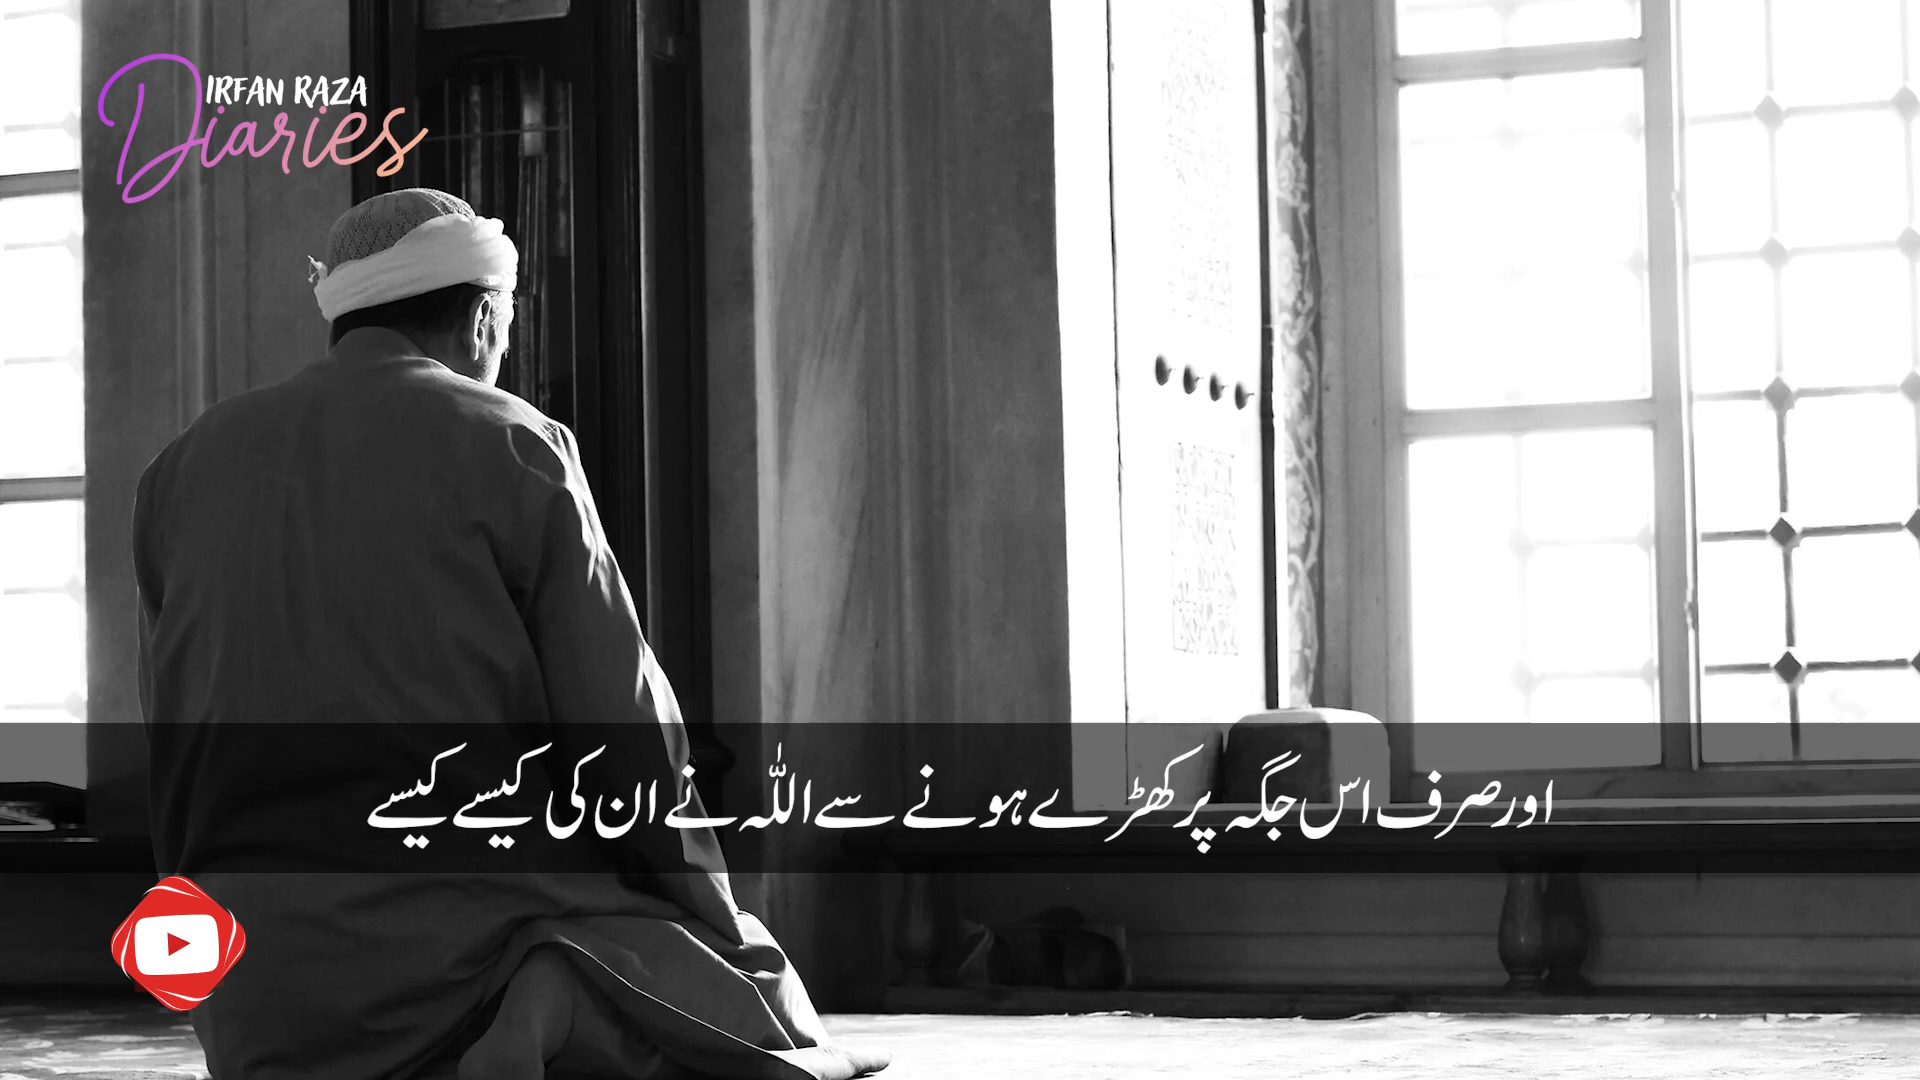 IRFAN RAZA
Diaries
اور صرف اس جگہ پر کھڑے ہونے سے اللہ نے ان کی کیسے کیسے